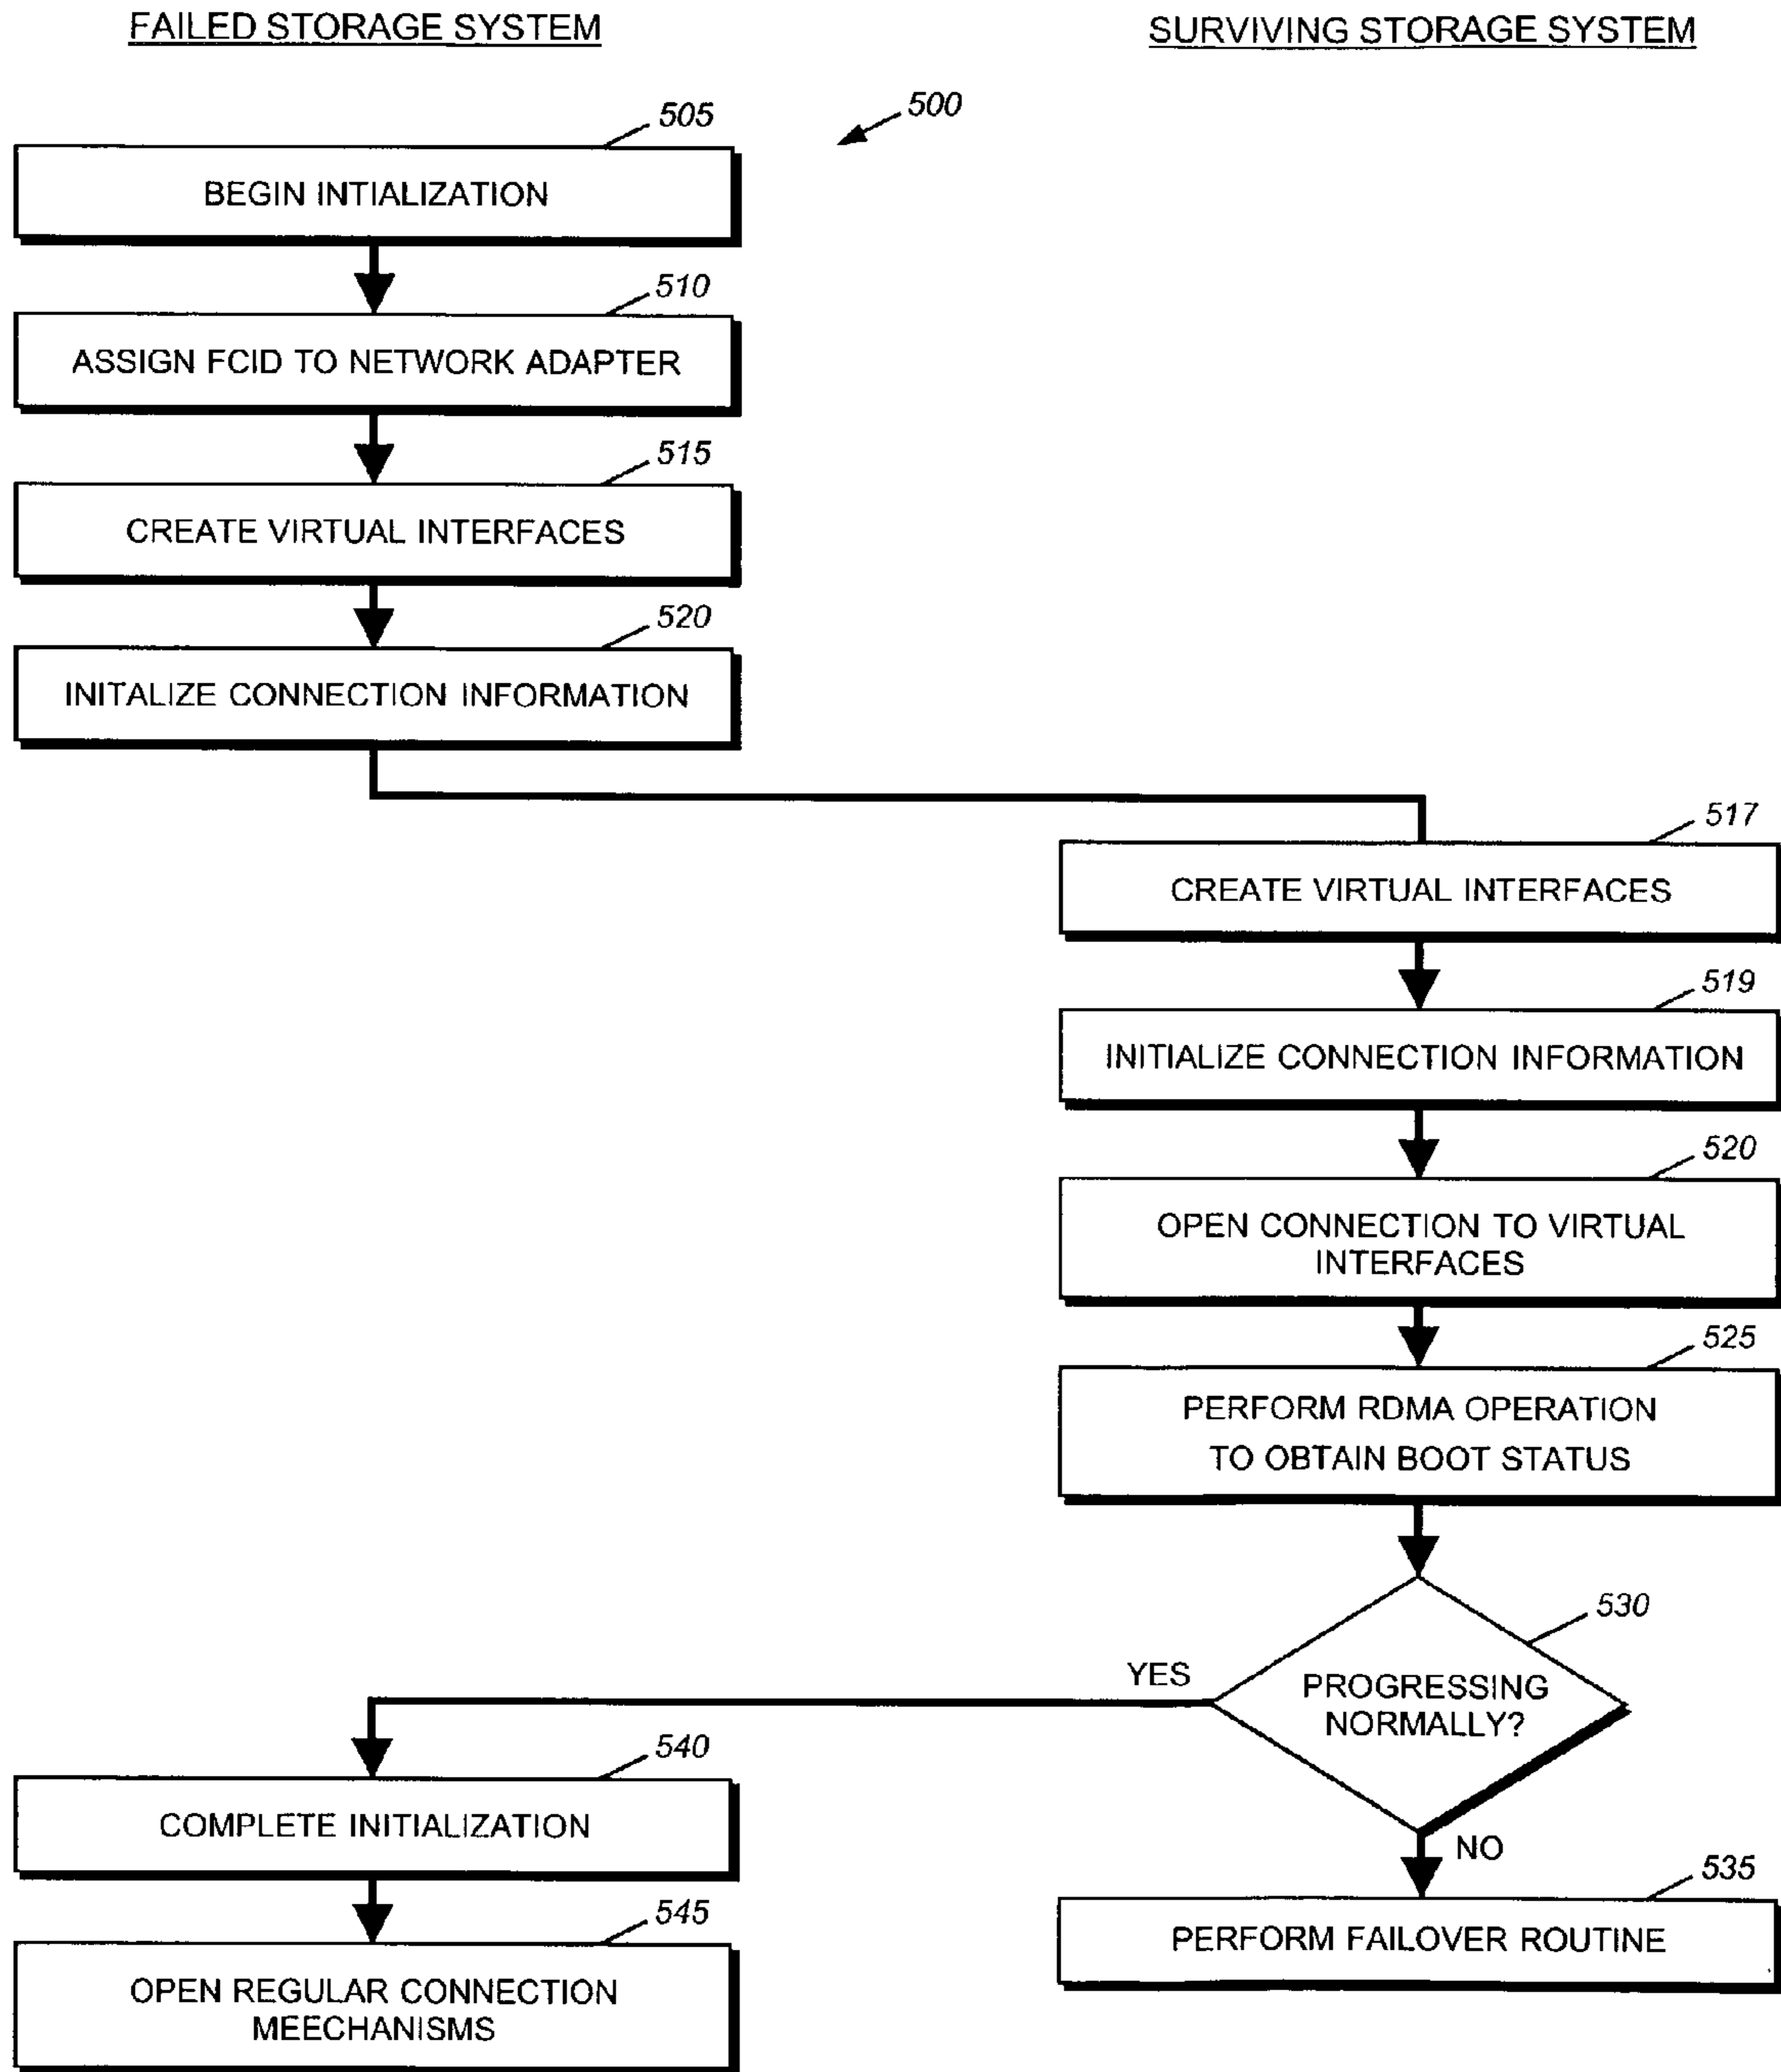 FAILED STORAGE SYSTEM
SURVIVING STORAGE SYSTEM
500
505
BEGIN INTIALIZATION
510
ASSIGN FCID TO NETWORK ADAPTER
515
CREATE VIRTUAL INTERFACES
520
INITALIZE CONNECTION INFORMATION
517
CREATE VIRTUAL INTERFACES
519
INITIALIZE CONNECTION INFORMATION
520
OPEN CONNECTION TO VIRTUAL
INTERFACES
525
PERFORM RDMA OPERATION
TO OBTAIN BOOT STATUS
530
PROGRESSING
NORMALLY?
YES
NO
535
PERFORM FAILOVER ROUTINE
540
COMPLETE INITIALIZATION
545
OPEN REGULAR CONNECTION
MEECHANISMS